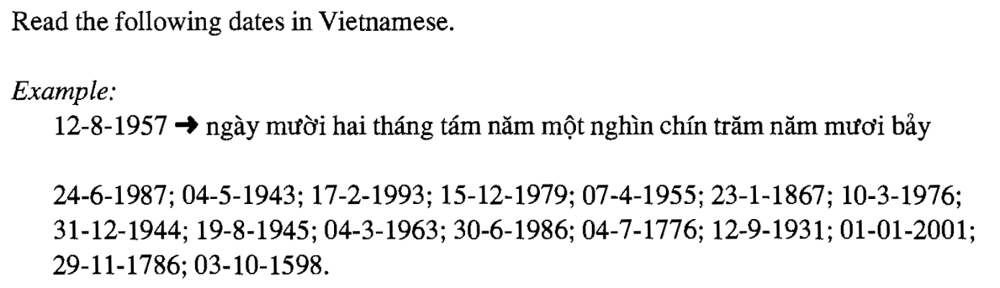 Read the following dates in Vietnamese.
Example:
12-8-1957 → ngày mười hai tháng tám năm một nghìn chín trăm năm mươi bảy
24-6-1987; 04-5-1943; 17-2-1993; 15-12-1979; 07-4-1955; 23-1-1867; 10-3-1976;
31-12-1944; 19-8-1945; 04-3-1963; 30-6-1986; 04-7-1776; 12-9-1931; 01-01-2001;
29-11-1786; 03-10-1598.